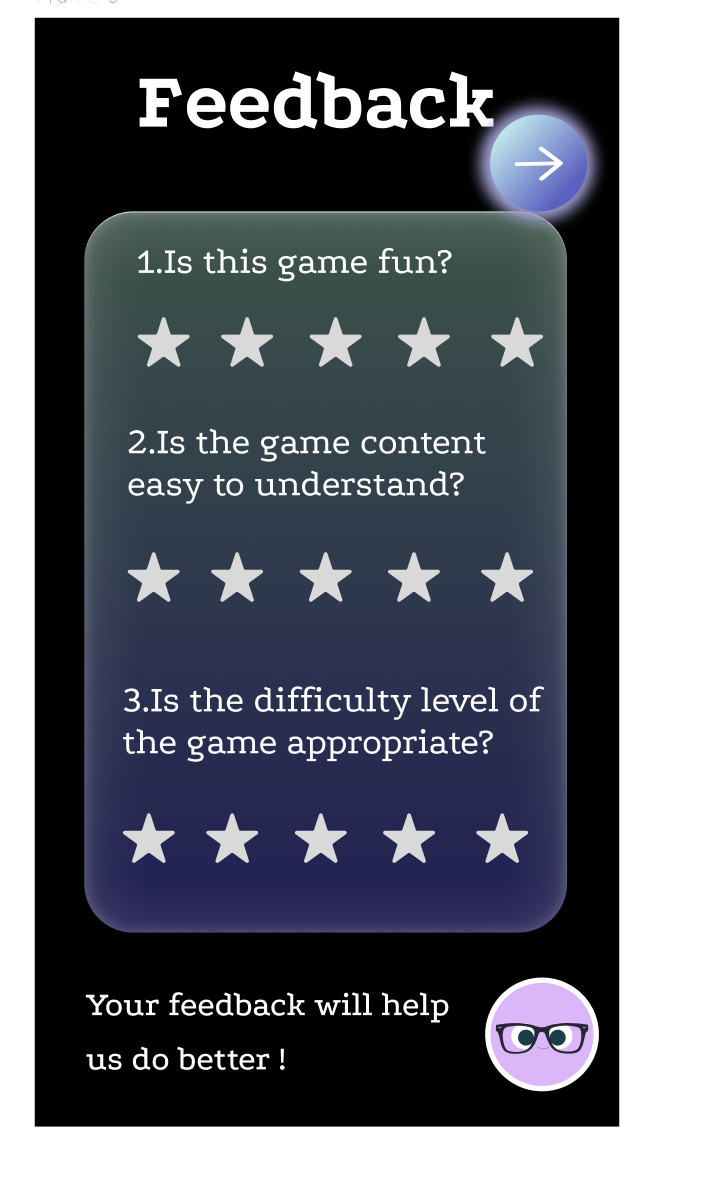 Feedback
1.Is this game fun?
2.Is the game content
easy to understand?
3.Is the difficulty level of
the game appropriate?
Your feedback will help
us do better !